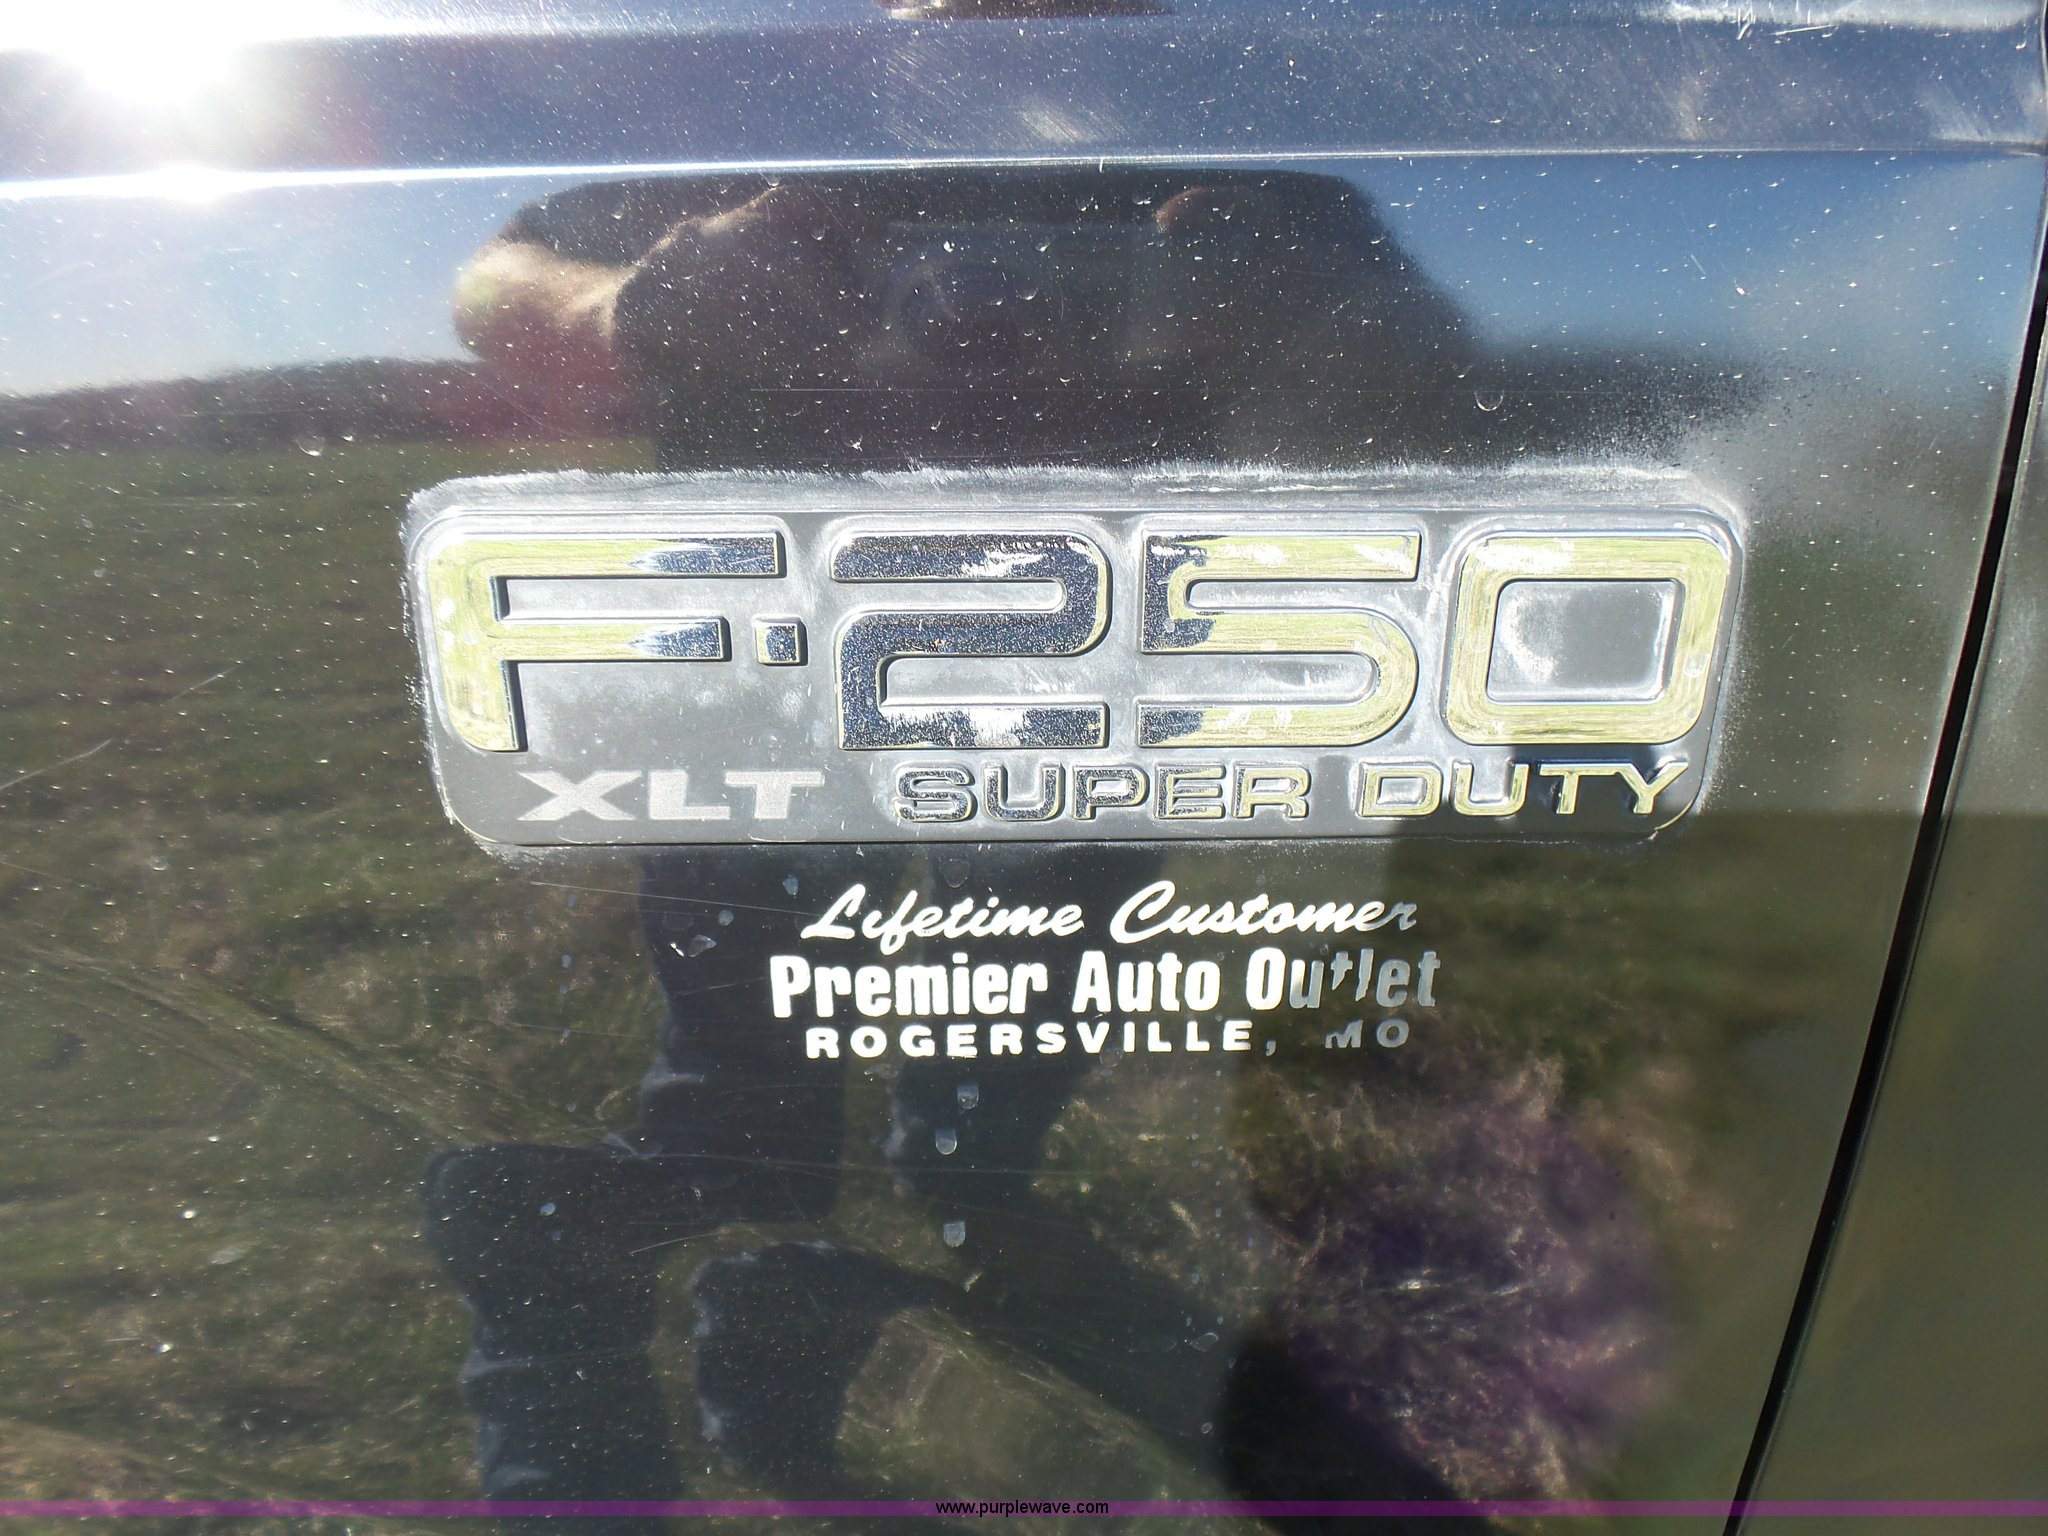 F-250
XLT SUPER DUTY
Lifetime Customer
Premier Auto Outlet
ROGERSVILLE, MO
www.purplewave.com